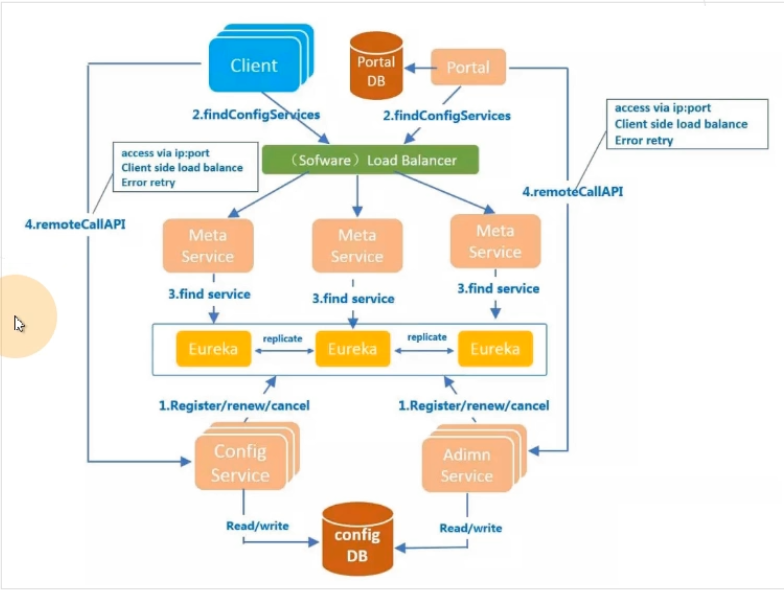 Client
Portal
DB
Portal
2.findConfigServices
2.findConfigServices
access via ip:port
Client side load balance
Error retry
access via ip:port
Client side load balance
Error retry
（Sofware）Load Balancer
4.remoteCallAPI
4.remoteCallAPI
Meta
Service
Meta
Service
Meta
Service
3.find service
3.find service
3.find service
Eureka
replicate
Eureka
replicate
Eureka
1.Register/renew/cancel
1.Register/renew/cancel
Config
Service
Adimn
Service
Read/write
Read/write
config
DB